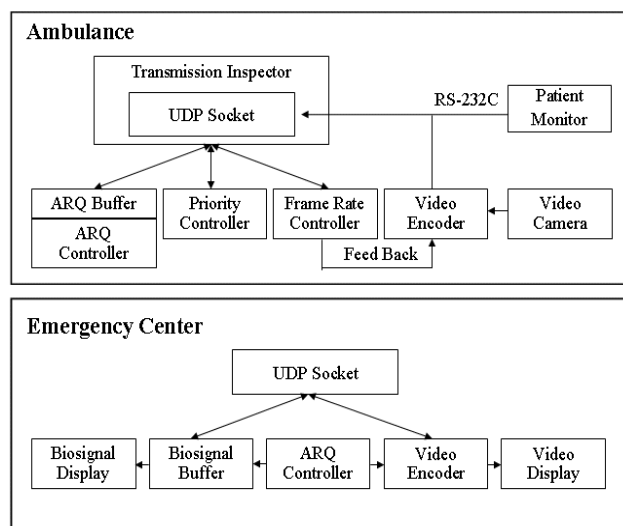 Ambulance
Transmission Inspector
UDP Socket
RS-232C
Patient
Monitor
ARQ Buffer
ARQ
Controller
Priority
Controller
Frame Rate
Controller
Video
Encoder
Video
Camera
Feed Back
Emergency Center
UDP Socket
Biosignal
Display
Biosignal
Buffer
ARQ
Controller
Video
Encoder
Video
Display